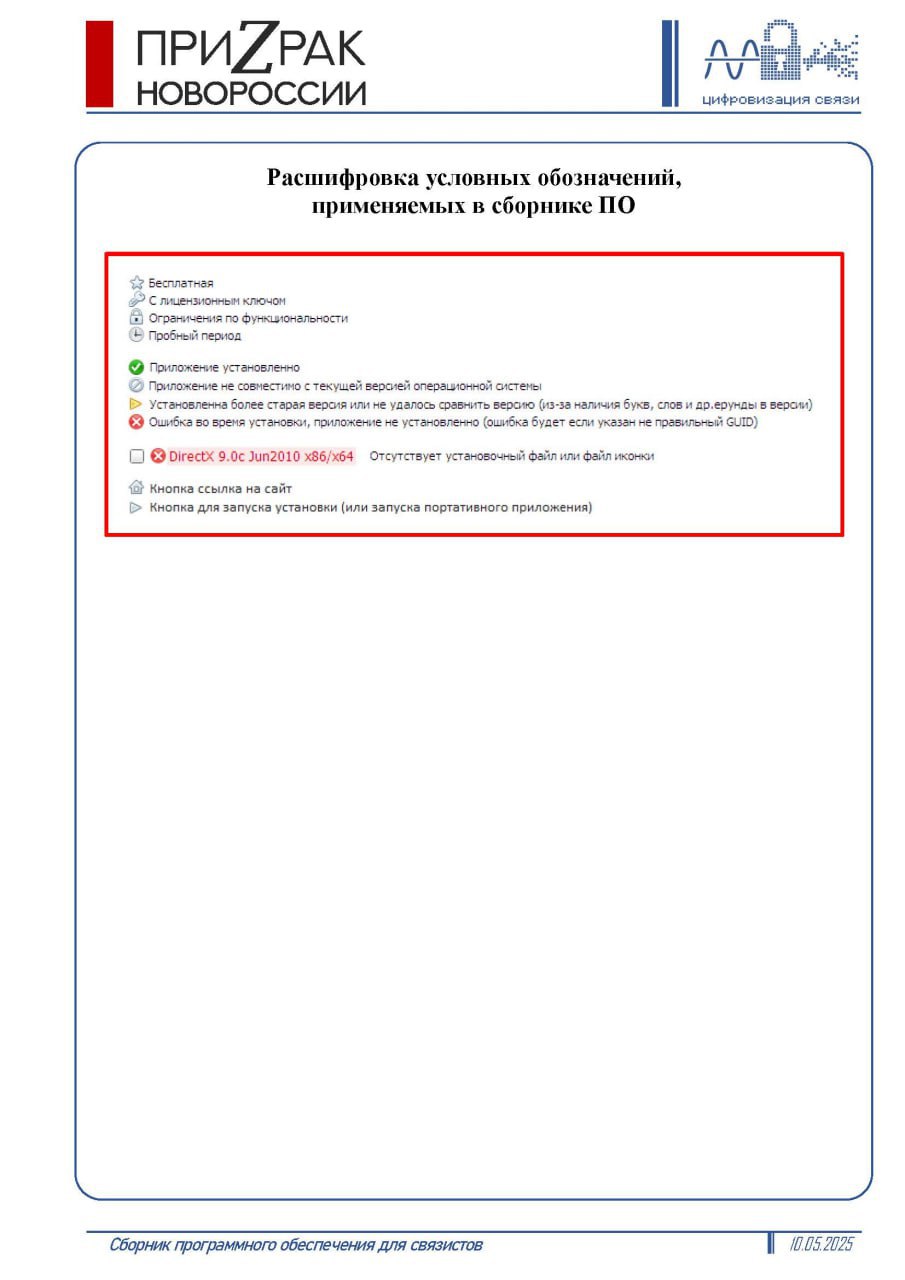 ПРИZРАК
НОВОРОССИИ
цифровизация связи
Расшифровка условных обозначений,
применяемых в сборнике ПО
Бесплатная
С лицензионным ключом
Ограничения по функциональности
Пробный период
Приложение установленно
Приложение не совместимо с текущей версией операционной системы
Установленна более старая версия или не удалось сравнить версию (из-за наличия букв, слов и др.ерунды в версии)
Ошибка во время установки, приложение не установленно (ошибка будет если указан не правильный GUID)
DirectX 9.0c Jun2010 x86/x64 Отсутствует установочный файл или файл иконки
Кнопка ссылка на сайт
Кнопка для запуска установки (или запуска портативного приложения)
Сборник программного обеспечения для связистов 10.05.2025